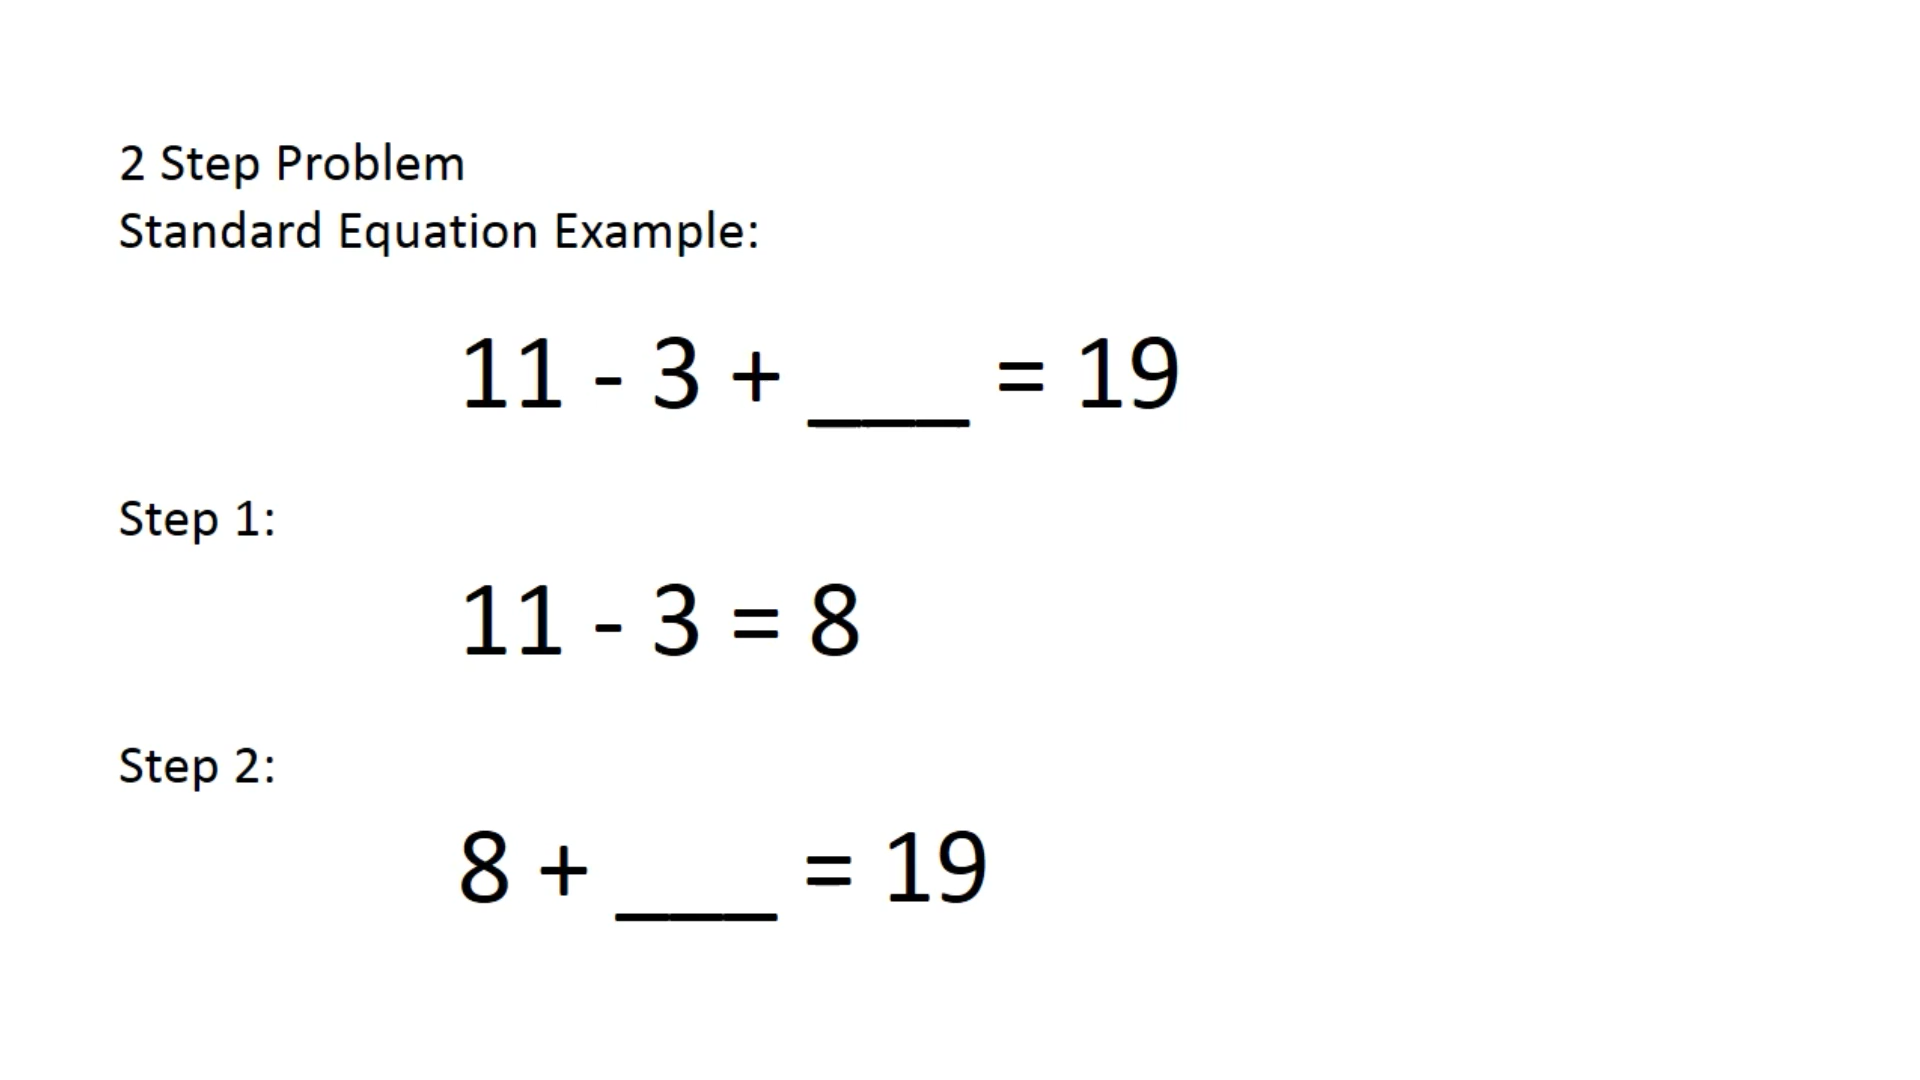 2 Step Problem
Standard Equation Example:
11 - 3 + ___ = 19
Step 1:
11 - 3 = 8
Step 2:
8 + ___ = 19